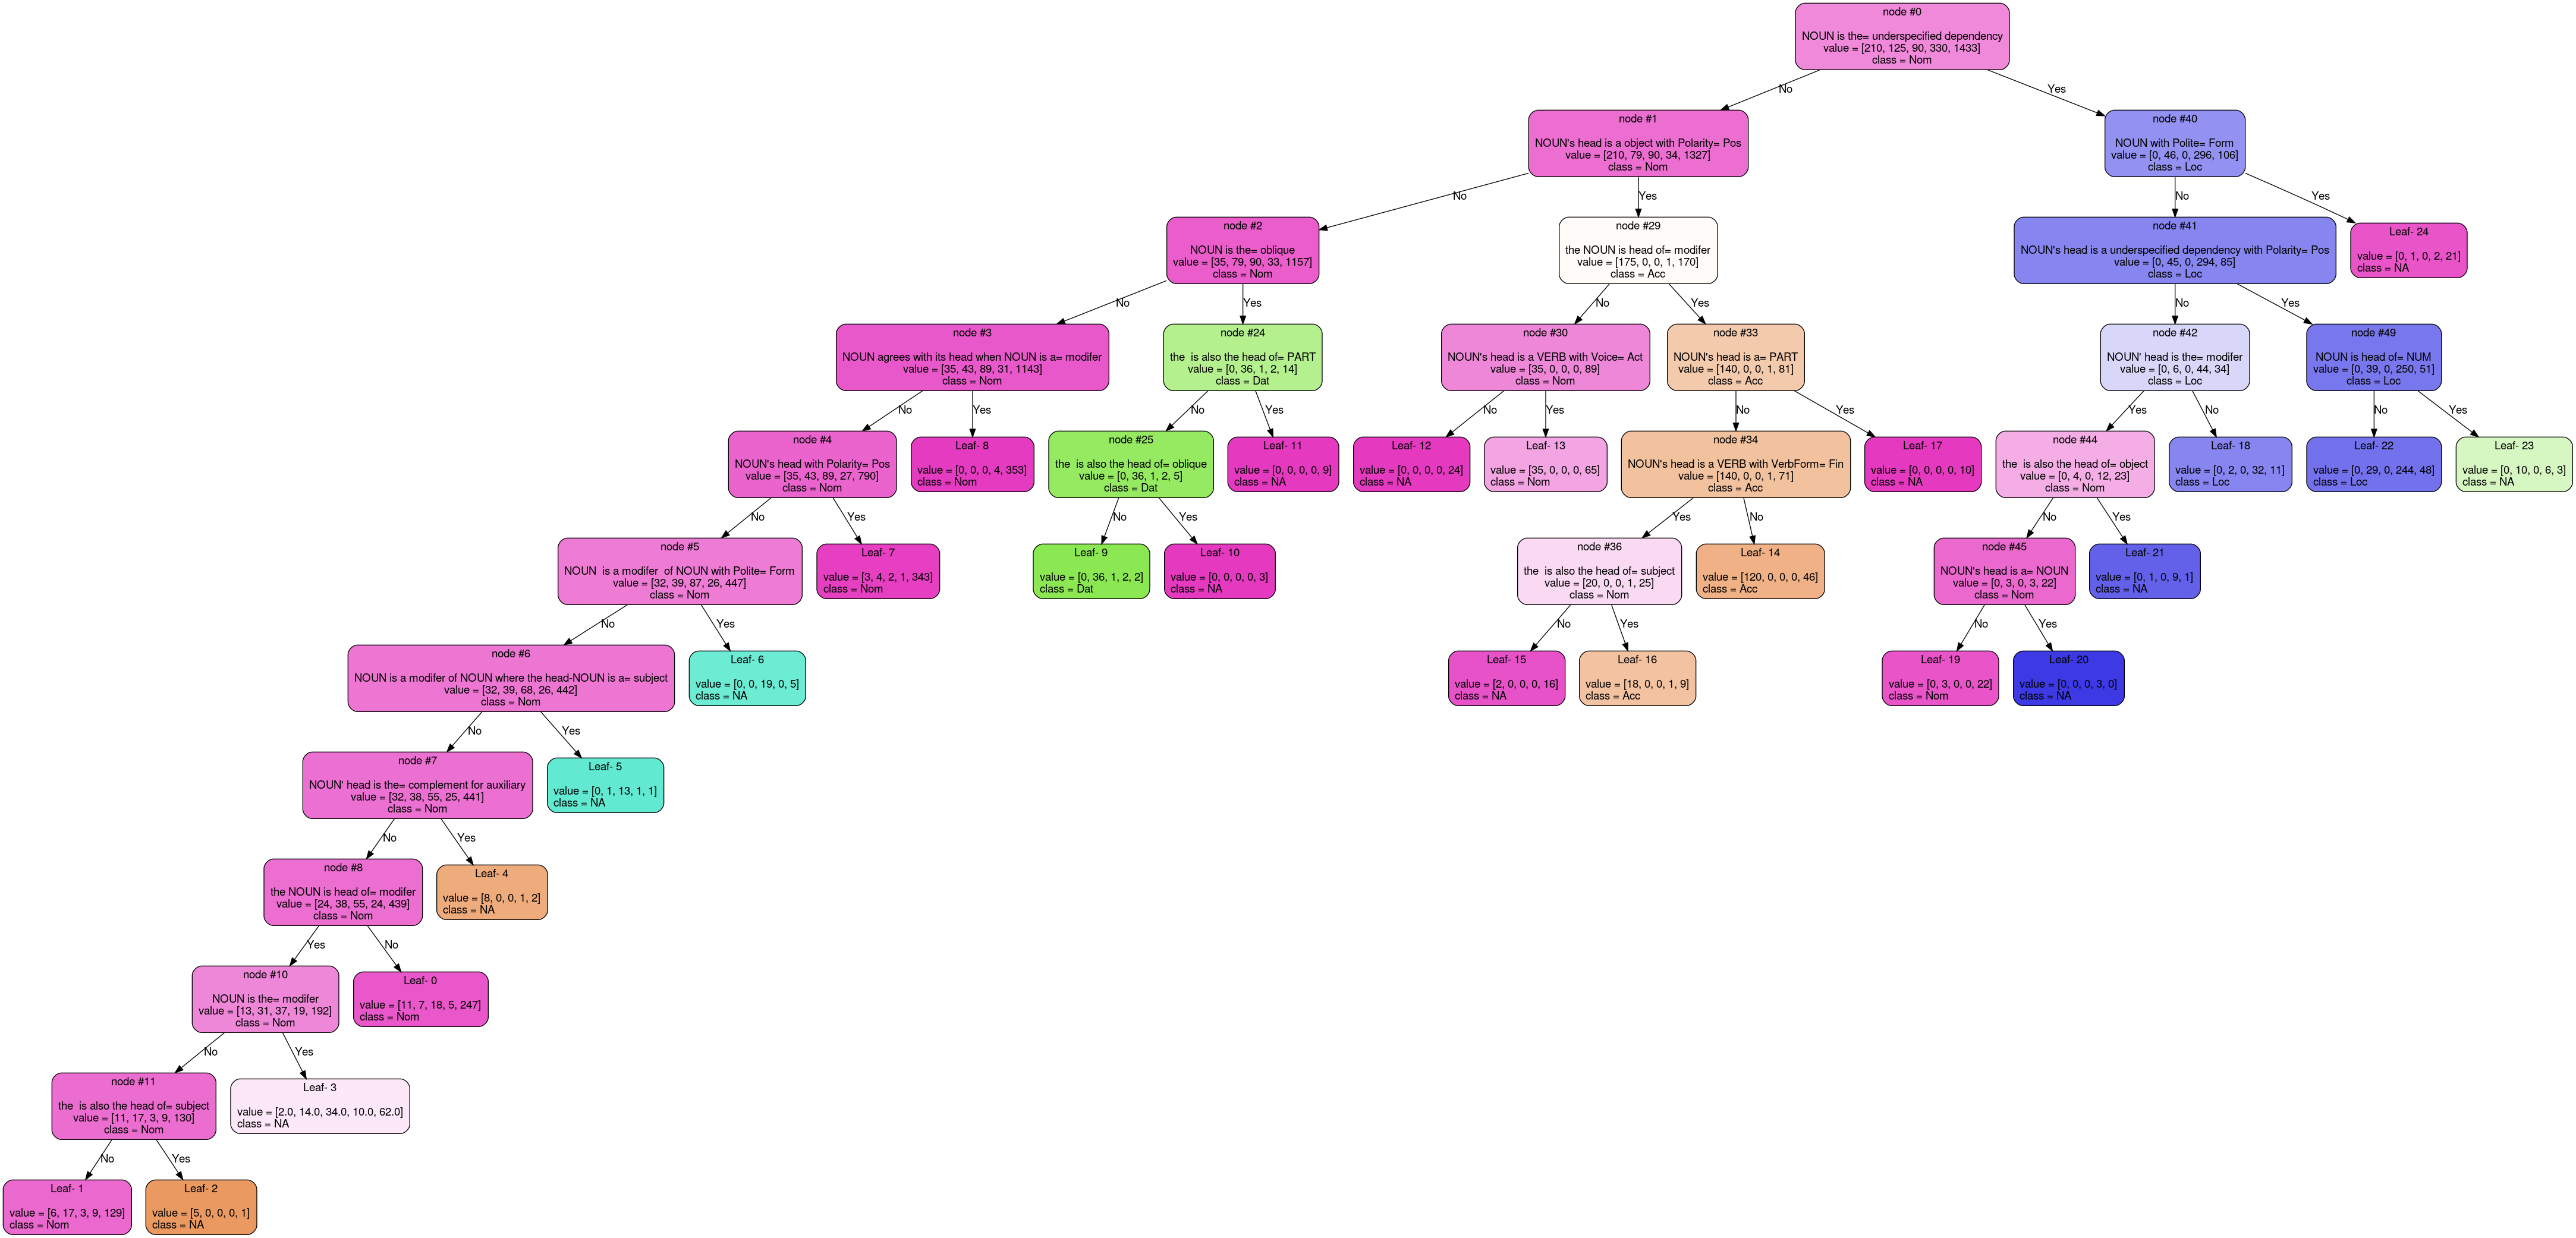 node #0
NOUN is the= underspecified dependency
value = [210, 125, 90, 330, 1433]
class = Nom
No
Yes
node #1
NOUN's head is a object with Polarity= Pos
value = [210, 79, 90, 34, 1327]
class = Nom
node #40
NOUN with Polite= Form
value = [0, 46, 0, 296, 106]
class = Loc
No
Yes
No
Yes
node #2
NOUN is the= oblique
value = [35, 79, 90, 33, 1157]
class = Nom
node #29
the NOUN is head of= modifer
value = [175, 0, 0, 1, 170]
class = Acc
node #41
NOUN's head is a underspecified dependency with Polarity= Pos
value = [0, 45, 0, 294, 85]
class = Loc
Leaf- 24
value = [0, 1, 0, 2, 21]
class = NA
No
Yes
No
Yes
No
Yes
node #3
NOUN agrees with its head when NOUN is a= modifer
value = [35, 43, 89, 31, 1143]
class = Nom
node #24
the  is also the head of= PART
value = [0, 36, 1, 2, 14]
class = Dat
node #30
NOUN's head is a VERB with Voice= Act
value = [35, 0, 0, 0, 89]
class = Nom
node #33
NOUN's head is a= PART
value = [140, 0, 0, 1, 81]
class = Acc
node #42
NOUN' head is the= modifer
value = [0, 6, 0, 44, 34]
class = Loc
node #49
NOUN is head of= NUM
value = [0, 39, 0, 250, 51]
class = Loc
No
Yes
No
Yes
No
Yes
No
Yes
Yes
No
No
Yes
node #4
NOUN's head with Polarity= Pos
value = [35, 43, 89, 27, 790]
class = Nom
Leaf- 8
value = [0, 0, 0, 4, 353]
class = Nom
node #25
the  is also the head of= oblique
value = [0, 36, 1, 2, 5]
class = Dat
Leaf- 11
value = [0, 0, 0, 0, 9]
class = NA
Leaf- 12
value = [0, 0, 0, 0, 24]
class = NA
Leaf- 13
value = [35, 0, 0, 0, 65]
class = Nom
node #34
NOUN's head is a VERB with VerbForm= Fin
value = [140, 0, 0, 1, 71]
class = Acc
Leaf- 17
value = [0, 0, 0, 0, 10]
class = NA
node #44
the  is also the head of= object
value = [0, 4, 0, 12, 23]
class = Nom
Leaf- 18
value = [0, 2, 0, 32, 11]
class = Loc
Leaf- 22
value = [0, 29, 0, 244, 48]
class = Loc
Leaf- 23
value = [0, 10, 0, 6, 3]
class = NA
No
Yes
No
Yes
Yes
No
No
Yes
node #5
NOUN  is a modifer  of NOUN with Polite= Form
value = [32, 39, 87, 26, 447]
class = Nom
Leaf- 7
value = [3, 4, 2, 1, 343]
class = Nom
Leaf- 9
value = [0, 36, 1, 2, 2]
class = Dat
Leaf- 10
value = [0, 0, 0, 0, 3]
class = NA
node #36
the  is also the head of= subject
value = [20, 0, 0, 1, 25]
class = Nom
Leaf- 14
value = [120, 0, 0, 0, 46]
class = Acc
node #45
NOUN's head is a= NOUN
value = [0, 3, 0, 3, 22]
class = Nom
Leaf- 21
value = [0, 1, 0, 9, 1]
class = NA
No
Yes
No
Yes
No
Yes
node #6
NOUN is a modifer of NOUN where the head-NOUN is a= subject
value = [32, 39, 68, 26, 442]
class = Nom
Leaf- 6
value = [0, 0, 19, 0, 5]
class = NA
Leaf- 15
value = [2, 0, 0, 0, 16]
class = NA
Leaf- 16
value = [18, 0, 0, 1, 9]
class = Acc
Leaf- 19
value = [0, 3, 0, 0, 22]
class = Nom
Leaf- 20
value = [0, 0, 0, 3, 0]
class = NA
No
Yes
node #7
NOUN' head is the= complement for auxiliary
value = [32, 38, 55, 25, 441]
class = Nom
Leaf- 5
value = [0, 1, 13, 1, 1]
class = NA
No
Yes
node #8
the NOUN is head of= modifer
value = [24, 38, 55, 24, 439]
class = Nom
Leaf- 4
value = [8, 0, 0, 1, 2]
class = NA
Yes
No
node #10
NOUN is the= modifer
value = [13, 31, 37, 19, 192]
class = Nom
Leaf- 0
value = [11, 7, 18, 5, 247]
class = Nom
No
Yes
node #11
the  is also the head of= subject
value = [11, 17, 3, 9, 130]
class = Nom
Leaf- 3
value = [2.0, 14.0, 34.0, 10.0, 62.0]
class = NA
No
Yes
Leaf- 1
value = [6, 17, 3, 9, 129]
class = Nom
Leaf- 2
value = [5, 0, 0, 0, 1]
class = NA